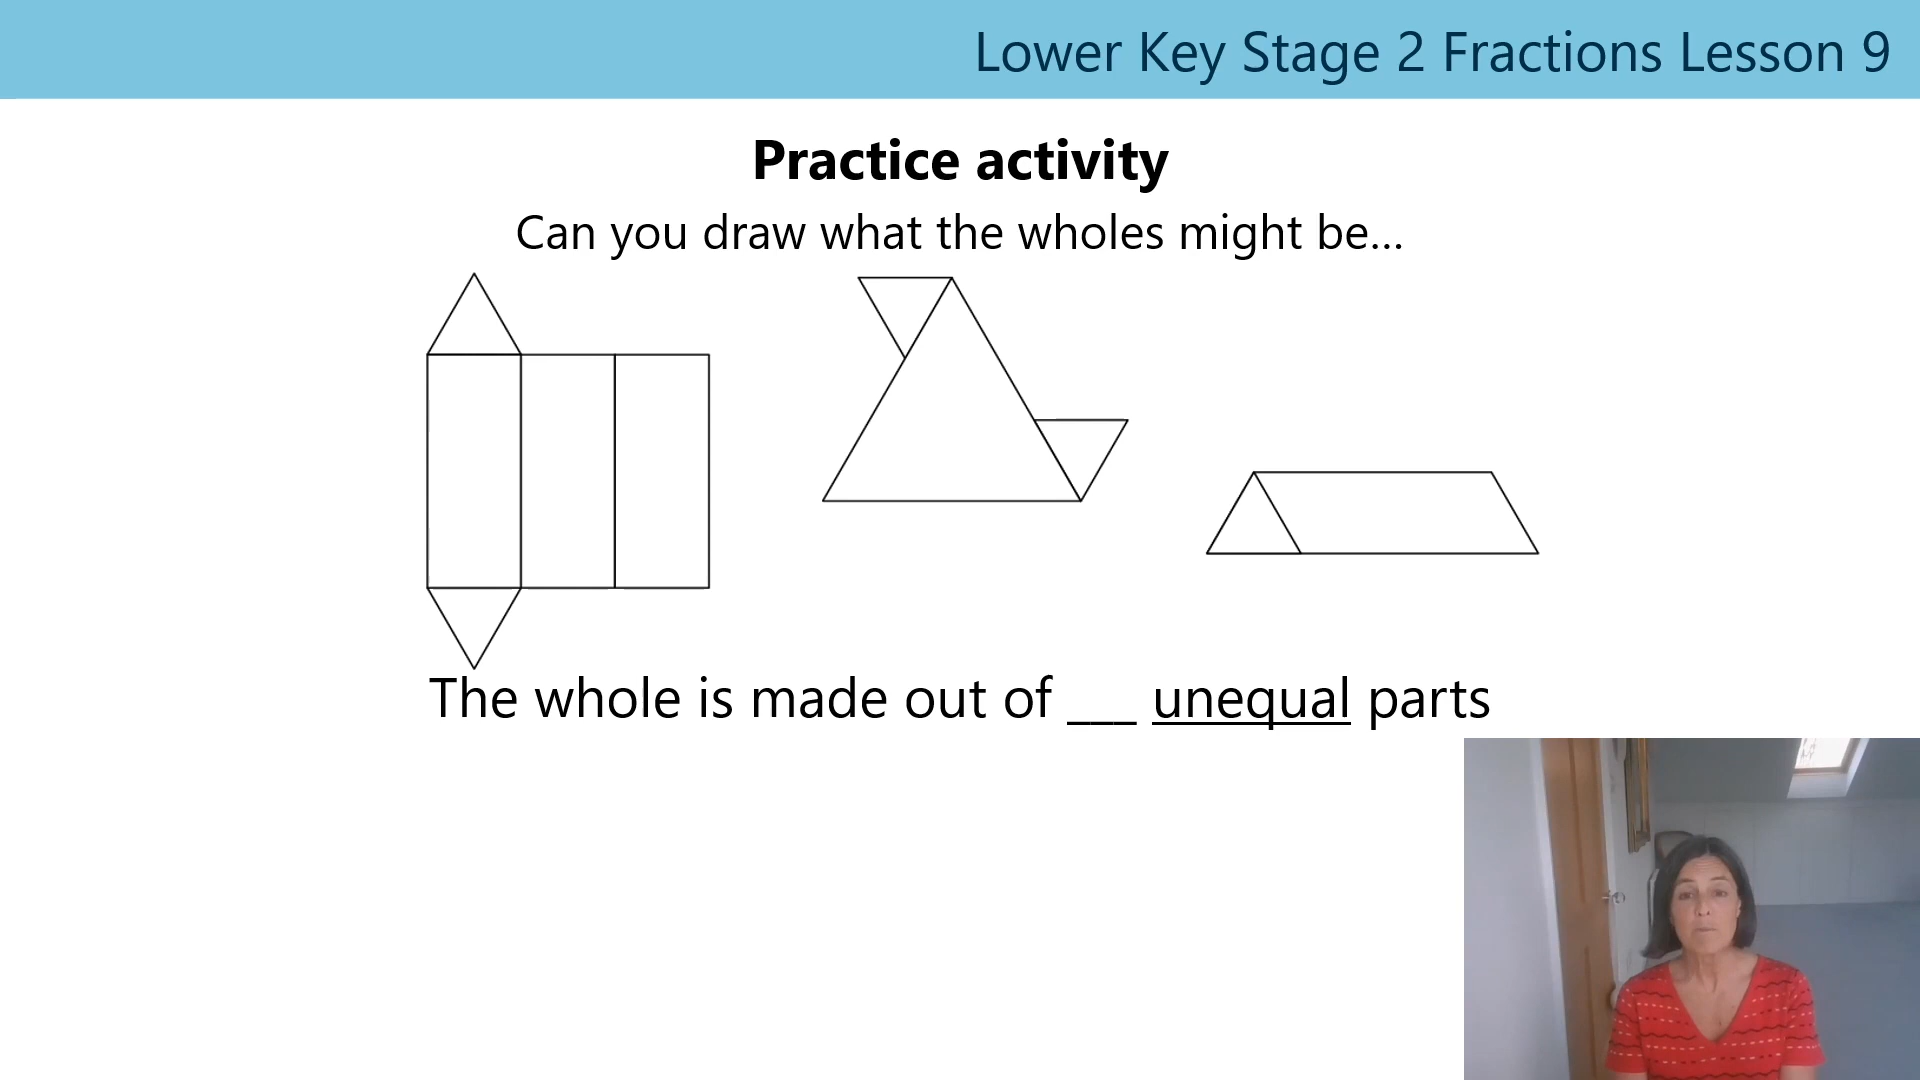 Lower Key Stage 2 Fractions Lesson 9
Practice activity
Can you draw what the wholes might be...
The whole is made out of ___ unequal parts